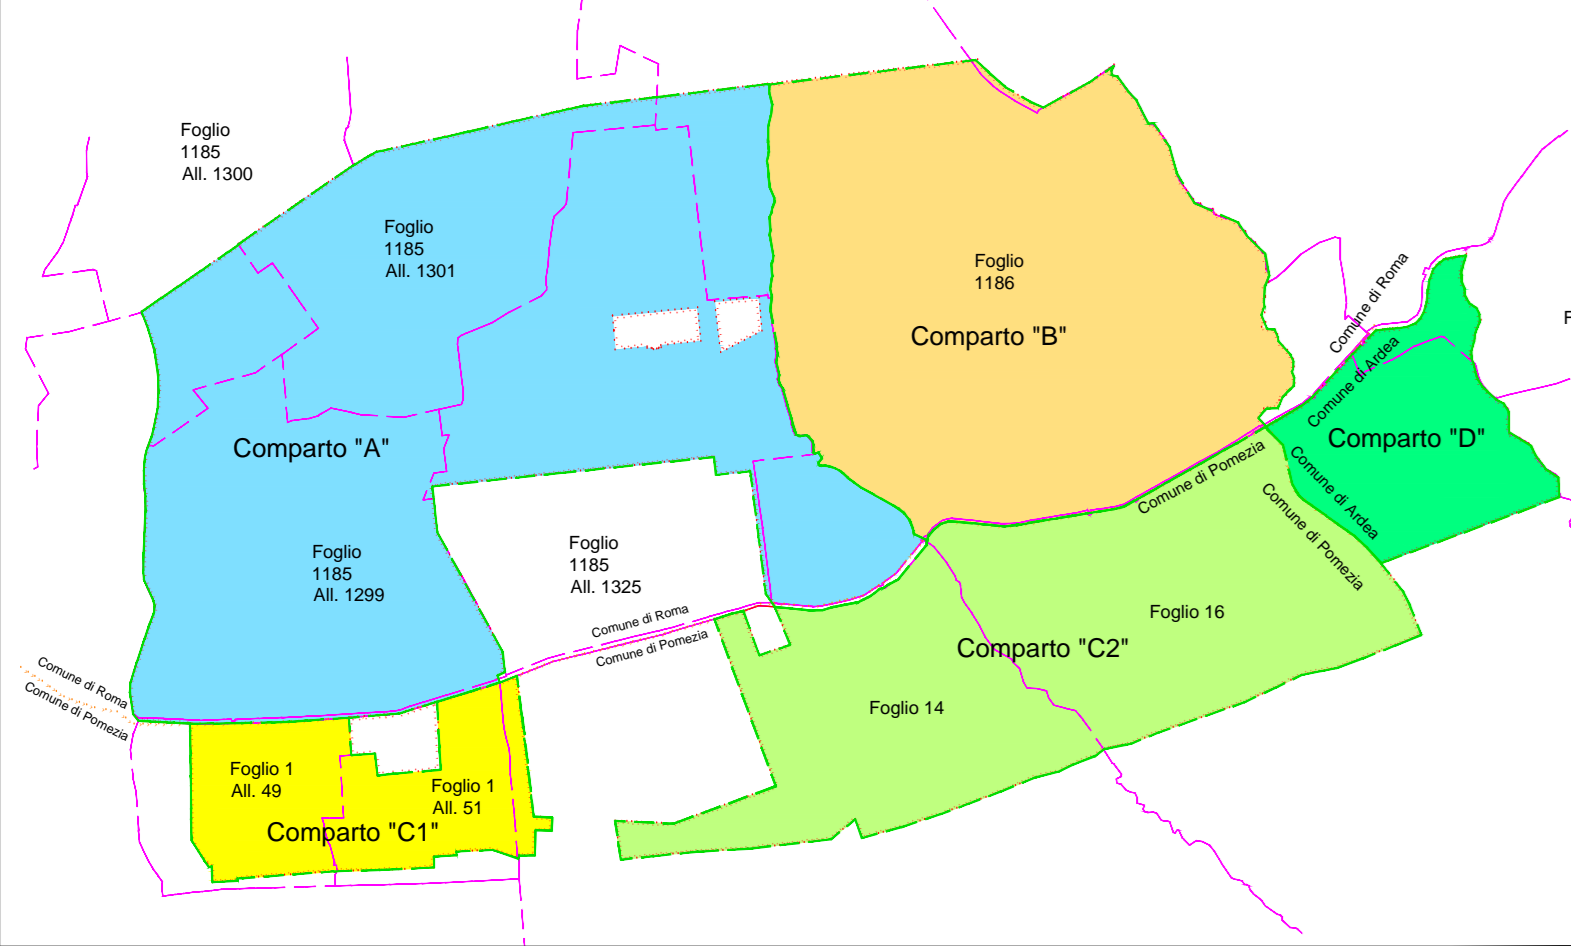 Foglio
1185
All. 1300
Foglio
1185
All. 1301
Foglio
1186
Comparto "B"
Comune di Roma
F
Comune di Ardea
Comparto "A"
Comparto "D"
Comune di Pomezia
Comune di Ardea
Comune di Pomezia
Foglio
1185
All. 1299
Foglio
1185
All. 1325
Comune di Roma
Comune di Pomezia
Foglio 16
Comparto "C2"
Foglio 14
Comune di Roma
Comune di Pomezia
Foglio 1
All. 49
Foglio 1
All. 51
Comparto "C1"